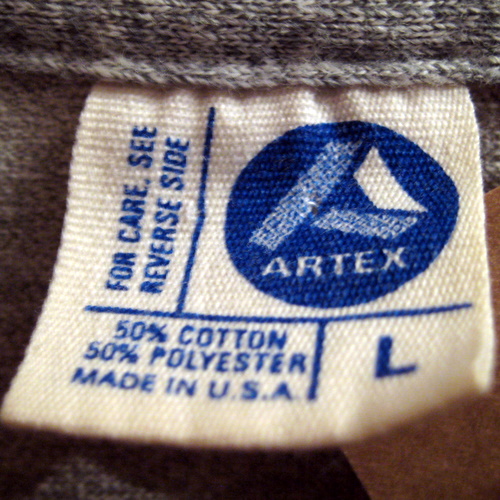 FOR CARE, SEE
REVERSE SIDE
ARTEX
50% COTTON
50% POLYESTER
MADE IN U.S.A.
L